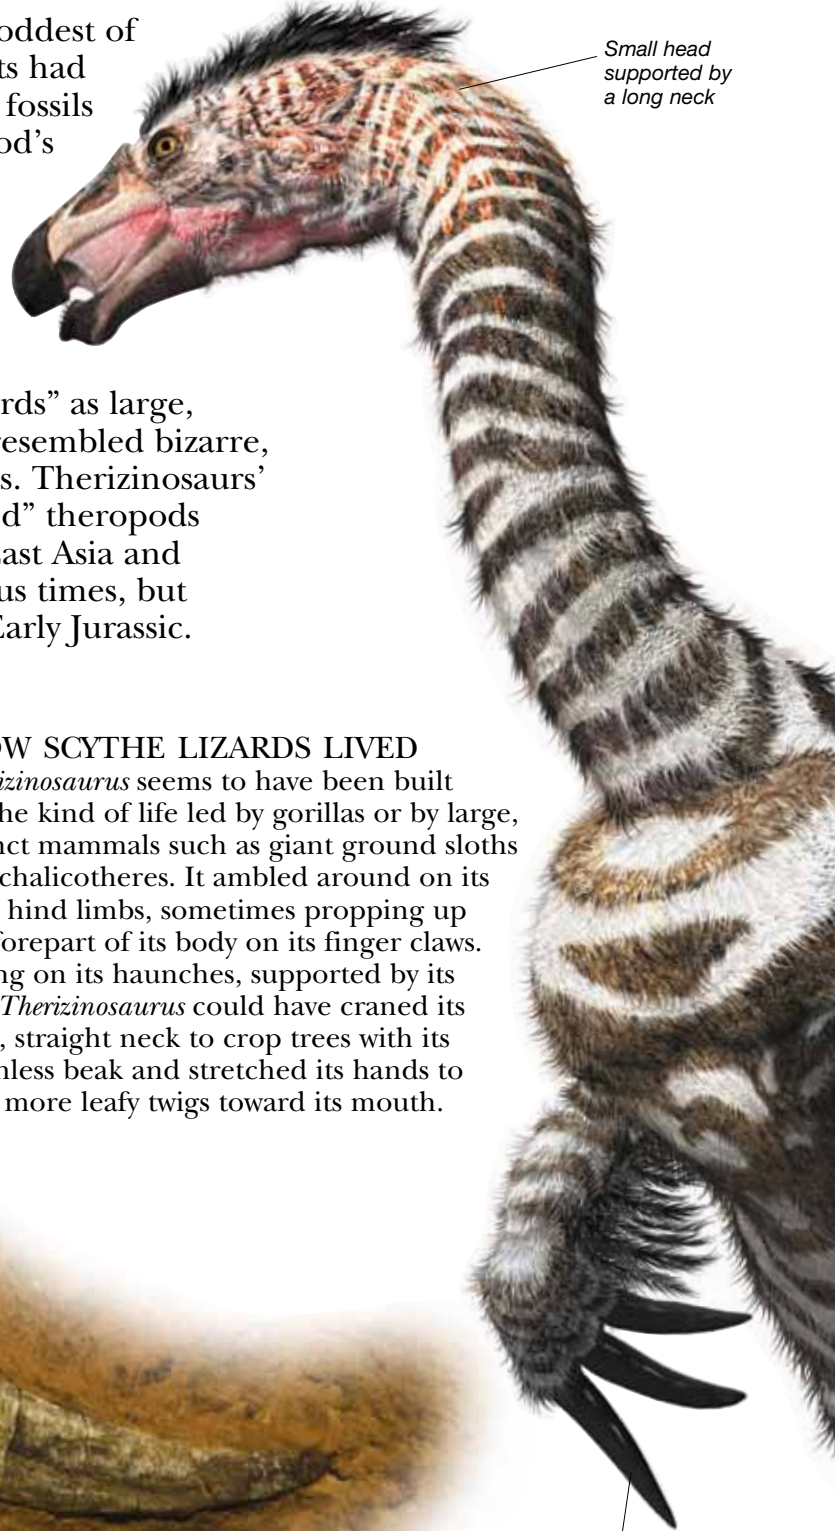 oddest of
ts had
fossils
od’s
Small head
supported by
a long neck
rds” as large,
resembled bizarre,
s. Therizinosaurs’
d” theropods
East Asia and
us times, but
Early Jurassic.
OW SCYTHE LIZARDS LIVED
izinosaurus seems to have been built
he kind of life led by gorillas or by large,
nct mammals such as giant ground sloths
chalicotheres. It ambled around on its
hind limbs, sometimes propping up
forepart of its body on its finger claws.
ng on its haunches, supported by its
Therizinosaurus could have craned its
, straight neck to crop trees with its
hless beak and stretched its hands to
more leafy twigs toward its mouth.